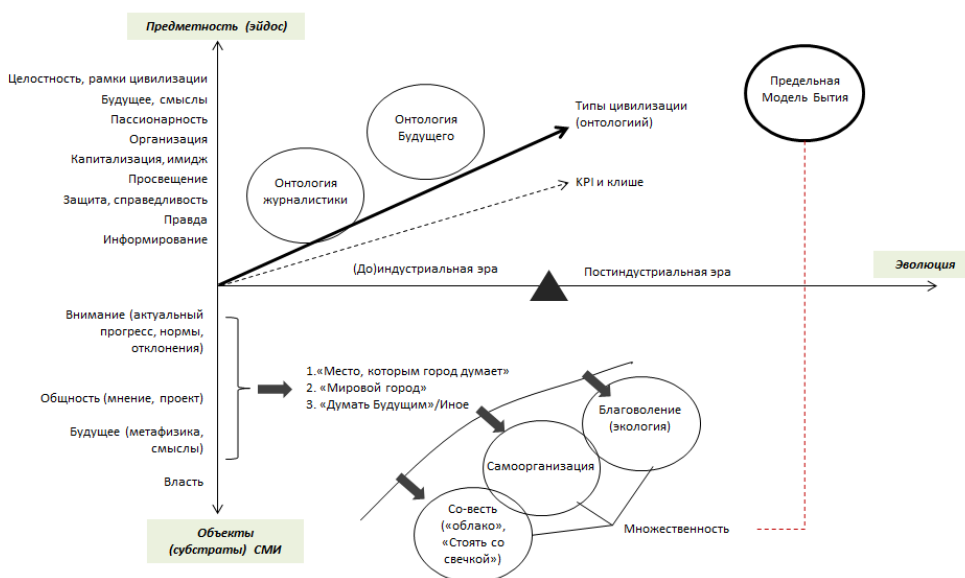 Предметность (эйдос)
Целостность, рамки цивилизации
Будущее, смыслы
Пассионарность
Организация
Капитализация, имидж
Просвещение
Защита, справедливость
Правда
Информирование
Онтология
журналистики
Онтология
Будущего
Типы цивилизации
(онтологиий)
KPI и клише
Предельная
Модель Бытия
(До)индустриальная эра
Постиндустриальная эра
Эволюция
Внимание (актуальный
прогресс, нормы,
отклонения)
Общность (мнение, проект)
Будущее (метафизика,
смыслы)
Власть
Объекты
(субстраты) СМИ
1.«Место, которым город думает»
2. «Мировой город»
3. «Думать Будущим»/Иное
Благоволение
(экология)
Самоорганизация
Со-весть
(«облако»,
«Стоять со
свечкой»)
Множественность